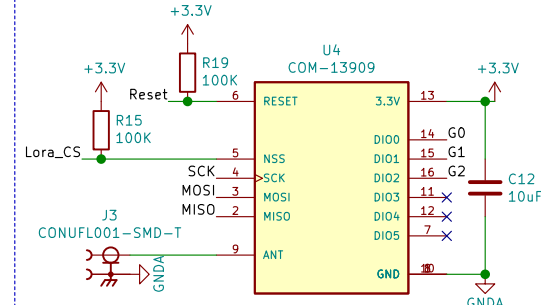 +3.3V
R19
100K
+3.3V
R15
100K
Reset
Lora_CS
SCK
MOSI
MISO
J3
CONUFL001-SMD-T
GNDA
U4
COM-13909
6 RESET
5 NSS
4 SCK
3 MOSI
2 MISO
9 ANT
3.3V 13
DIO0 14 G0
DIO1 15 G1
DIO2 16 G2
DIO3 11
DIO4 12
DIO5 7
GND
+3.3V
C12
10uF
GNDA